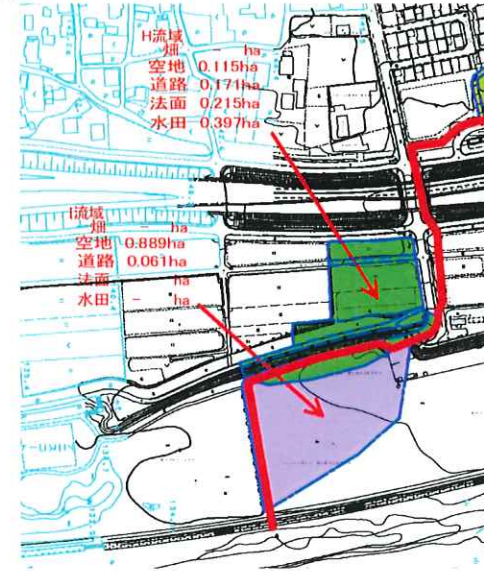 H流域
畑 - ha
空地 0.115ha
道路 0.171ha
法面 0.215ha
水田 0.397ha
I流域
畑 - ha
空地 0.889ha
道路 0.061ha
法面 - ha
水田 - ha